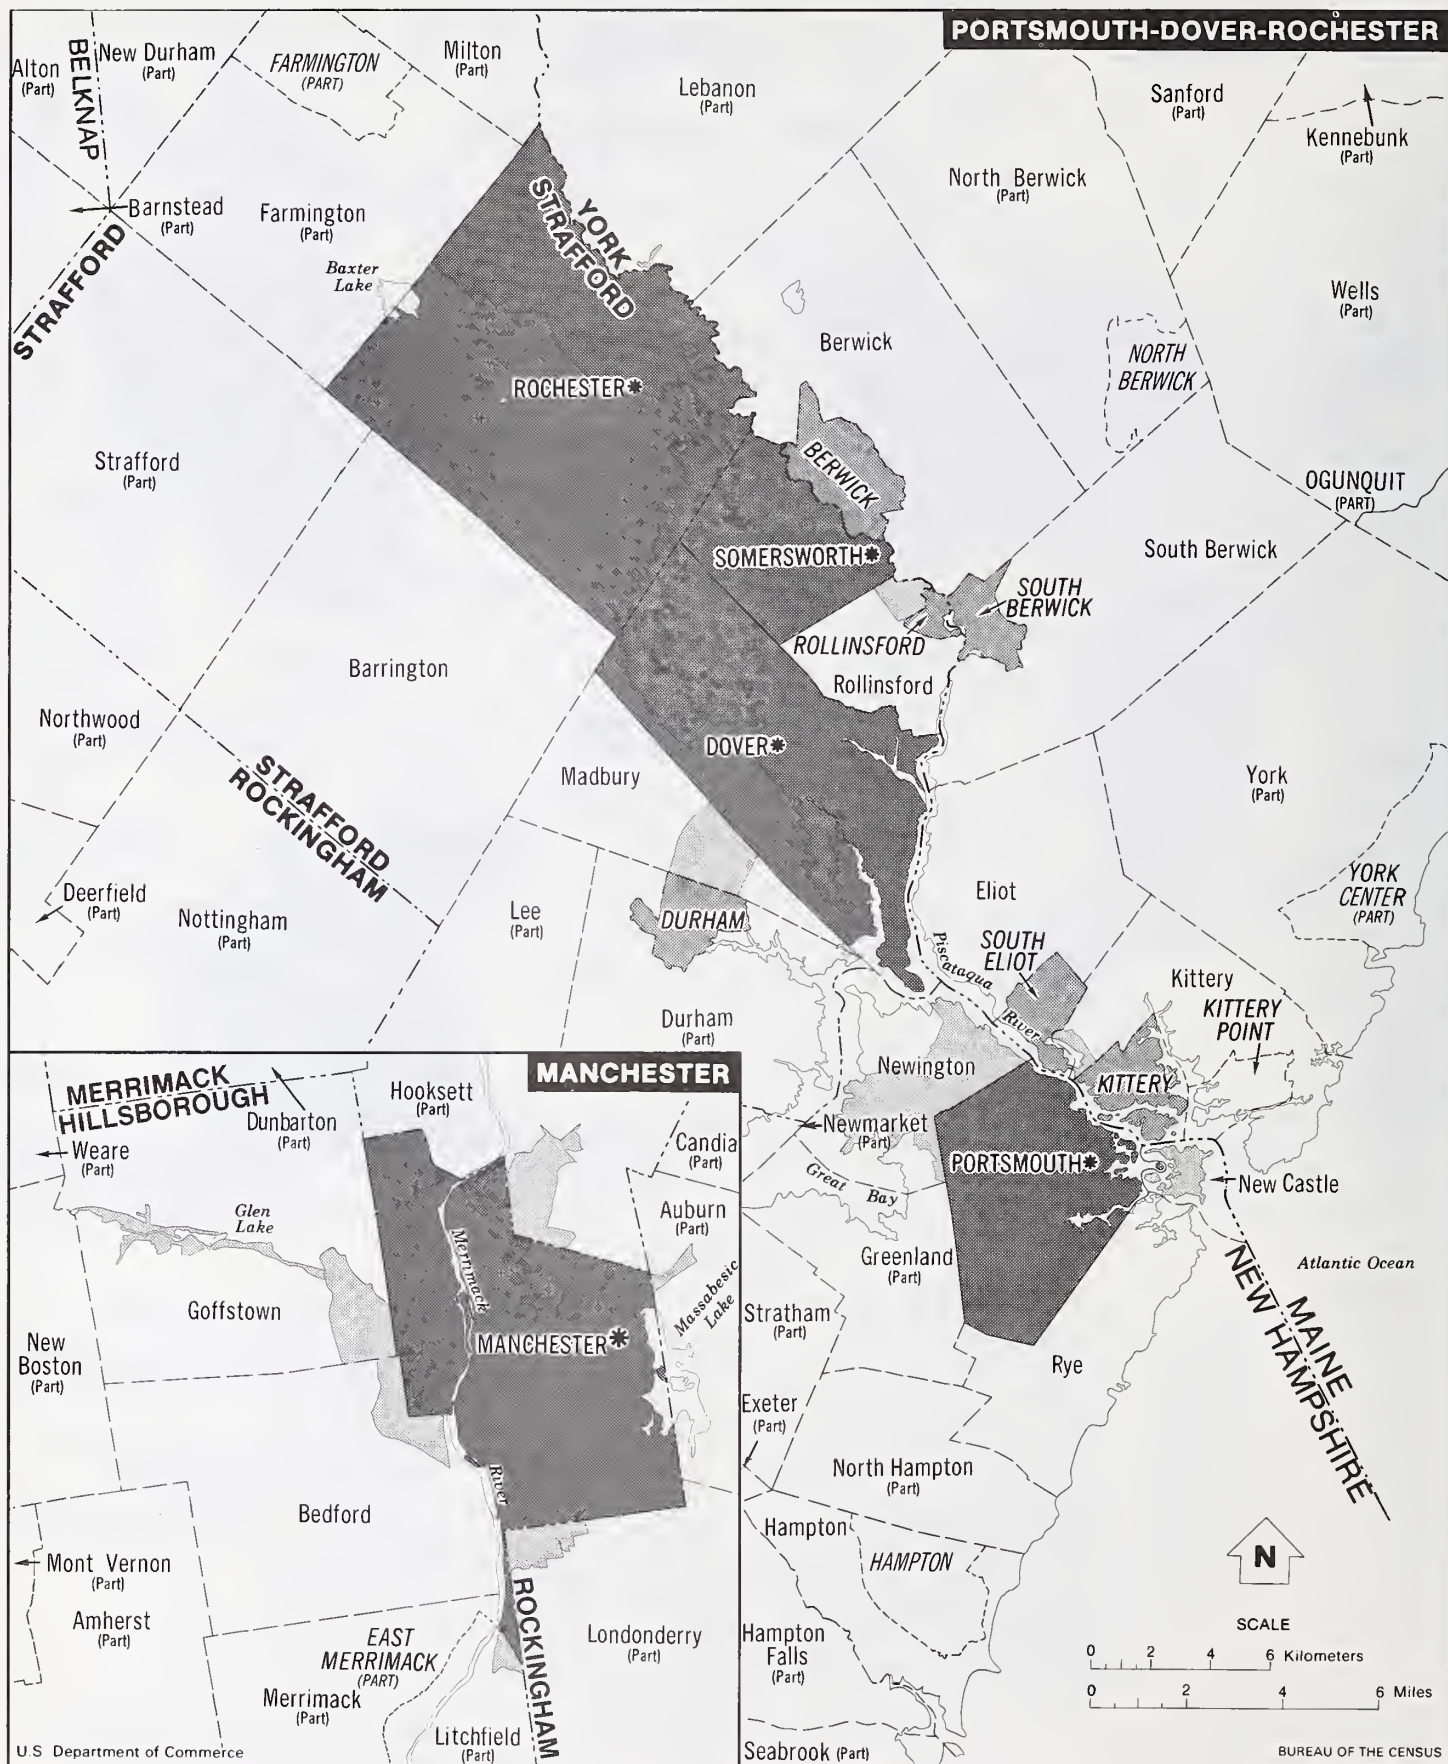 PORTSMOUTH-DOVER-ROCHESTER
Alton
(Part)
BELKNAP
New Durham
(Part)
FARMINGTON
(PART)
Milton
(Part)
Lebanon
(Part)
Sanford
(Part)
Kennebunk
(Part)
North Berwick
(Part)
Barnstead
(Part)
Farmington
(Part)
YORK
STRAFFORD
STRAFFORD
Baxter
Lake
Wells
(Part)
Berwick
NORTH
BERWICK
ROCHESTER
Strafford
(Part)
BERWICK
OGUNQUIT
(PART)
SOMERSWORTH
South Berwick
SOUTH
BERWICK
ROLLINSFORD
Rollinsford
Barrington
Northwood
(Part)
DOVER
Madbury
York
(Part)
STRAFFORD
ROCKINGHAM
YORK
CENTER
(PART)
Deerfield
(Part)
Nottingham
(Part)
Lee
(Part)
DURHAM
Eliot
SOUTH
ELIOT
Piscataqua
River
Kittery
KITTERY
POINT
Durham
(Part)
Newington
KITTERY
Newmarket
(Part)
PORTSMOUTH
Great Bay
New Castle
Greenland
(Part)
Atlantic Ocean
Stratham
(Part)
MAINE
NEW HAMPSHIRE
Rye
Exeter
(Part)
North Hampton
(Part)
Hampton
HAMPTON
Hampton
Falls
(Part)
Seabrook (Part)
N
SCALE
0 2 4 6 Kilometers
0 2 4 6 Miles
BUREAU OF THE CENSUS
MANCHESTER
MERRIMACK
HILLSBOROUGH
Dunbarton
(Part)
Hooksett
(Part)
Weare
(Part)
Candia
(Part)
Auburn
(Part)
Glen
Lake
Merrimack
Massabesic
Lake
Goffstown
MANCHESTER
New
Boston
(Part)
River
Bedford
Mont Vernon
(Part)
Amherst
(Part)
ROCKINGHAM
EAST
MERRIMACK
(PART)
Londonderry
(Part)
Merrimack
(Part)
Litchfield
(Part)
U.S Department of Commerce